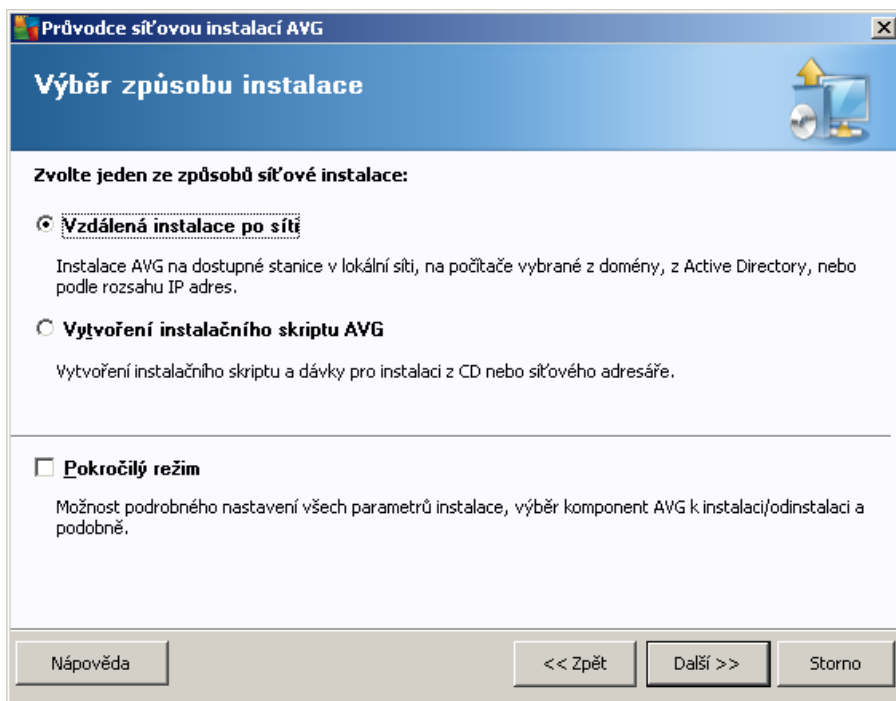 Průvodce síťovou instalací AVG
Výběr způsobu instalace
Zvolte jeden ze způsobů síťové instalace:
Vzdálená instalace po síti
Instalace AVG na dostupné stanice v lokální síti, na počítače vybrané z domény, z Active Directory, nebo
podle rozsahu IP adres.
Vytvoření instalačního skriptu AVG
Vytvoření instalačního skriptu a dávky pro instalaci z CD nebo síťového adresáře.
Pokročilý režim
Možnost podrobného nastavení všech parametrů instalace, výběr komponent AVG k instalaci/odinstalaci a
podobně.
Nápověda
<< Zpět
Další >>
Storno